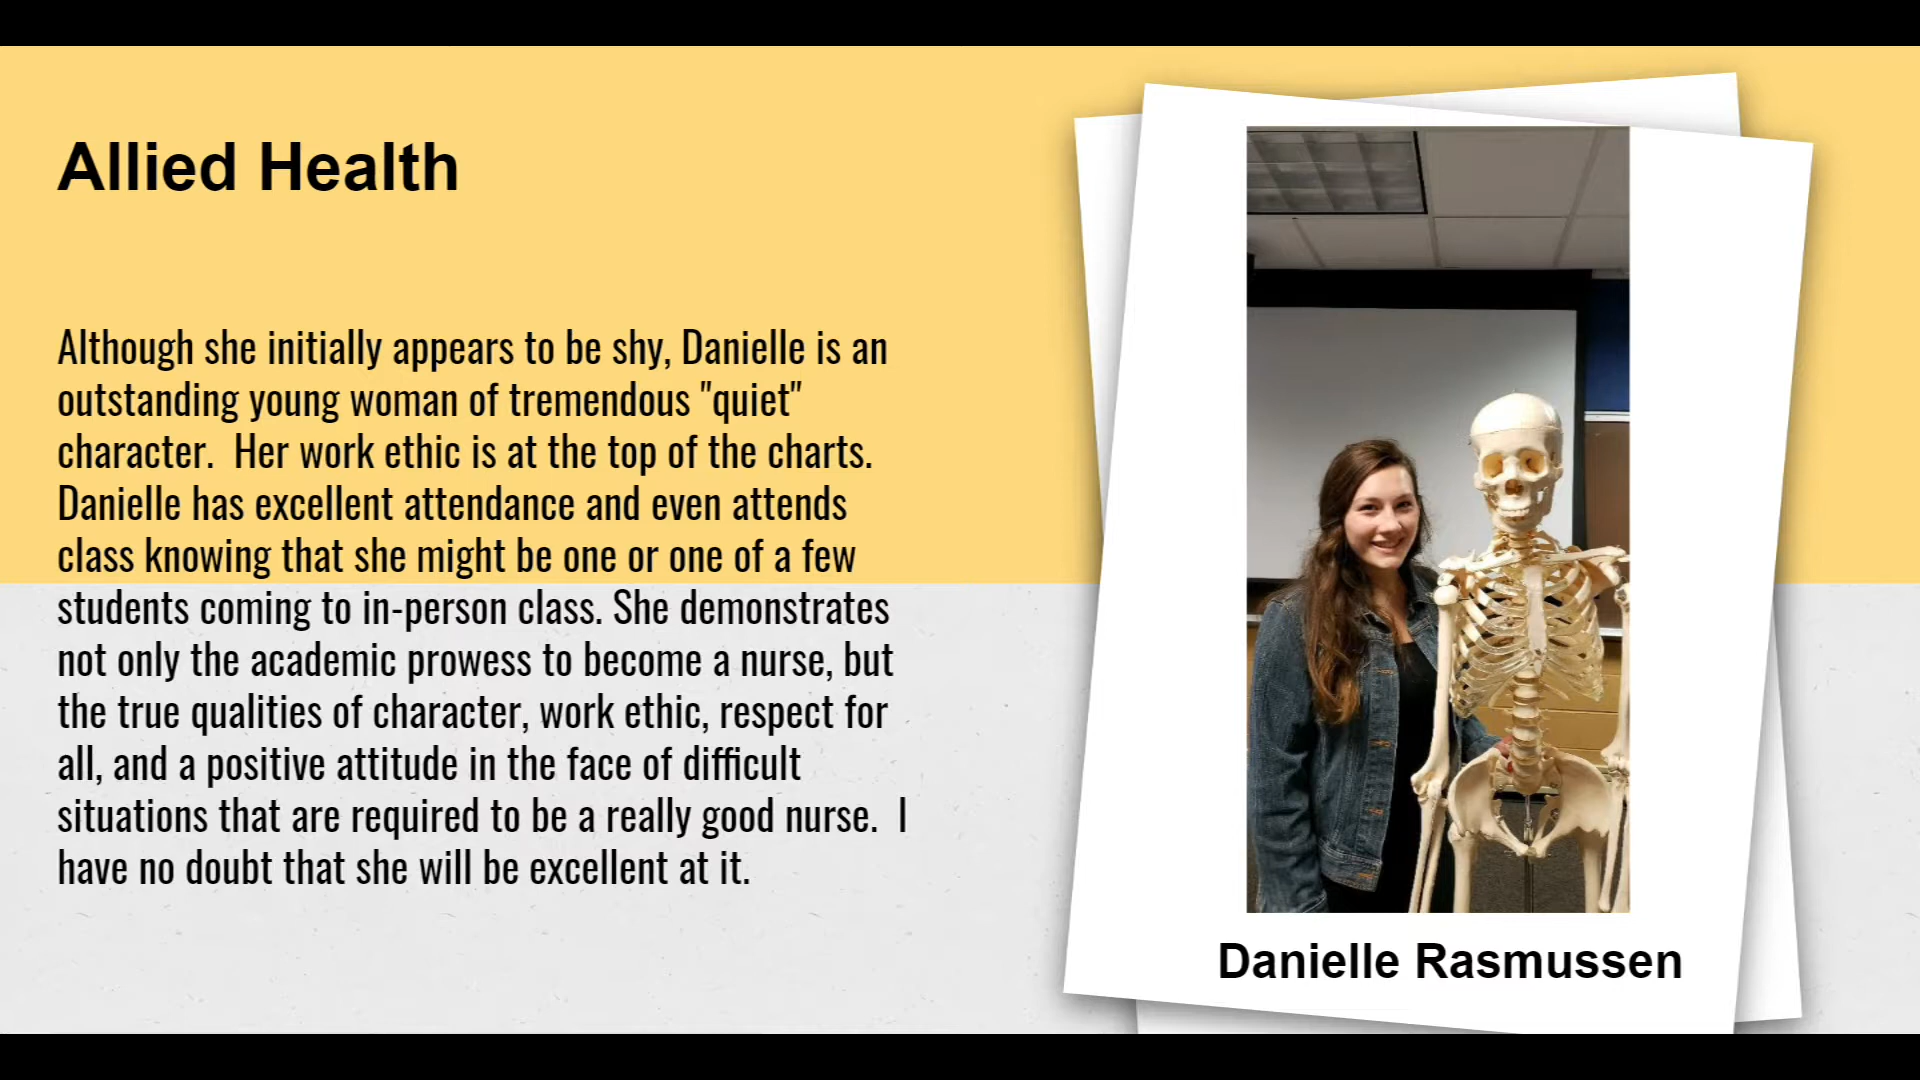 Allied Health
Although she initially appears to be shy, Danielle is an
outstanding young woman of tremendous "quiet"
character.  Her work ethic is at the top of the charts.
Danielle has excellent attendance and even attends
class knowing that she might be one or one of a few
students coming to in-person class. She demonstrates
not only the academic prowess to become a nurse, but
the true qualities of character, work ethic, respect for
all, and a positive attitude in the face of difficult
situations that are required to be a really good nurse.  I
have no doubt that she will be excellent at it.
Danielle Rasmussen